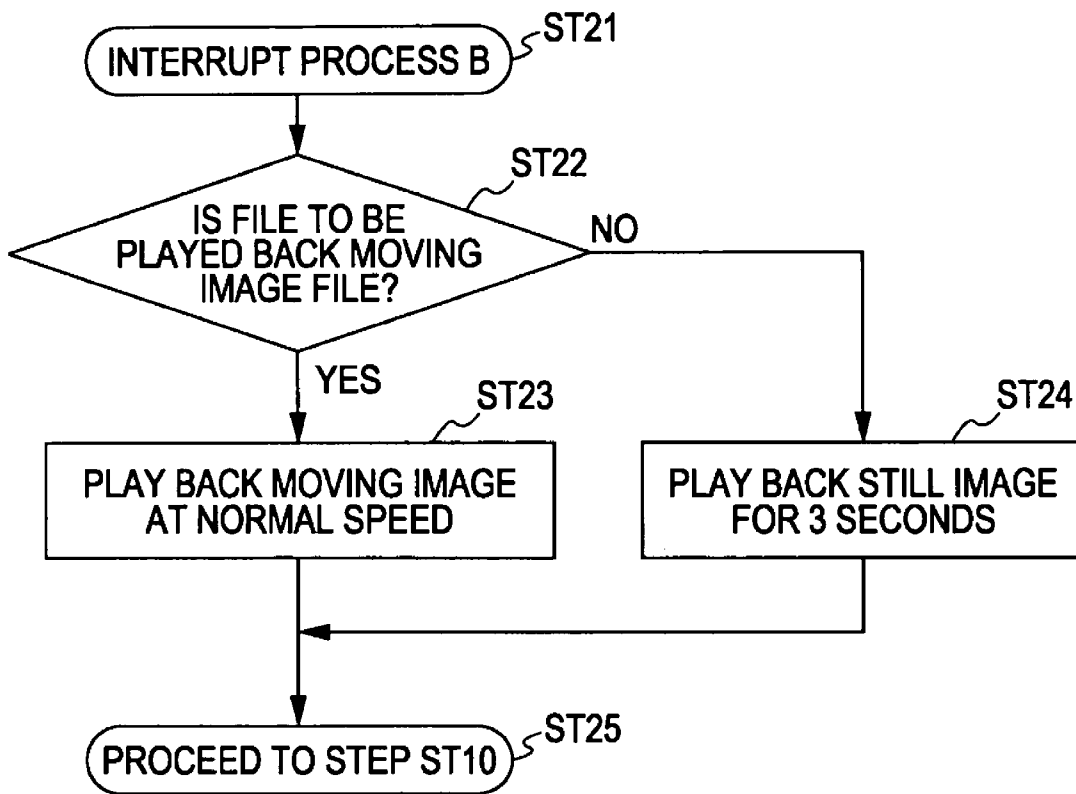 ST21
INTERRUPT PROCESS B
ST22
IS FILE TO BE
PLAYED BACK MOVING
IMAGE FILE?
NO
YES
ST23
ST24
PLAY BACK MOVING IMAGE
AT NORMAL SPEED
PLAY BACK STILL IMAGE
FOR 3 SECONDS
ST25
PROCEED TO STEP ST10